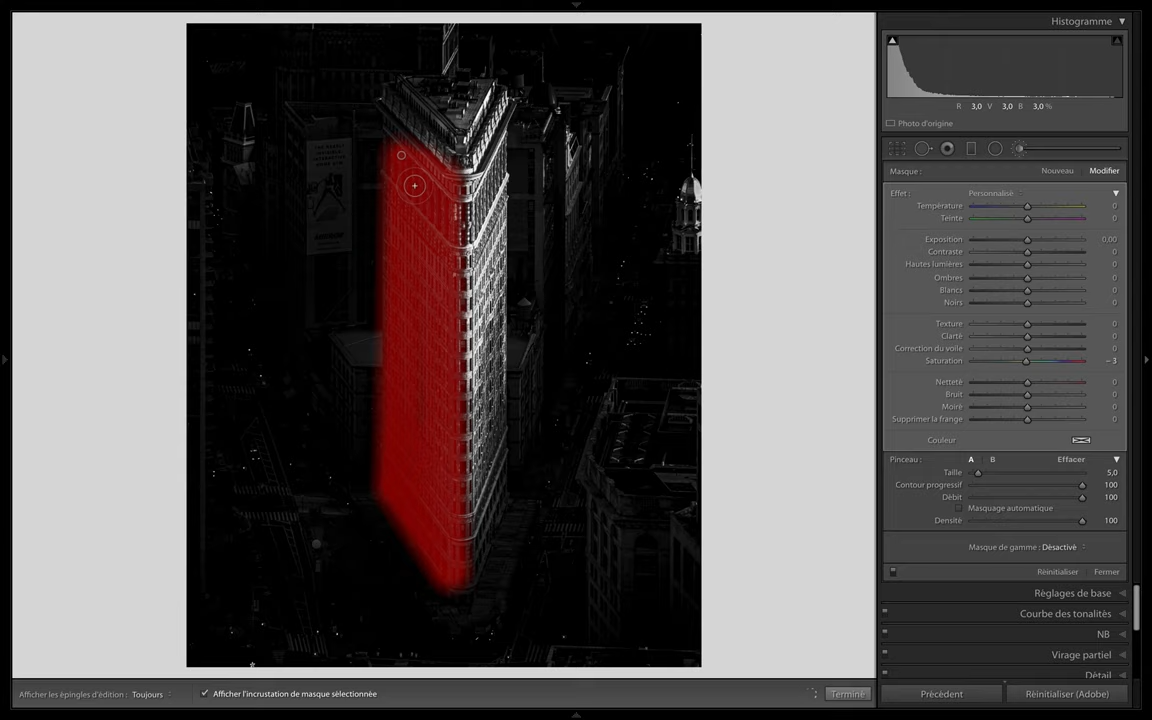 Histogramme
R 3,0 V 3,0 B 3,0 %
Photo d'origine
Masque : Nouveau Modifier
Effet : Personnalisé
Température 0
Teinte 0
Exposition 0,00
Contraste 0
Hautes lumières 0
Ombres 0
Blancs 0
Noirs 0
Texture 0
Clarté 0
Correction du voile 0
Saturation – 3
Netteté 0
Bruit 0
Moiré 0
Supprimer la frange 0
Couleur
Pinceau : A B Effacer
Taille 5,0
Contour progressif 100
Débit 100
Masquage automatique
Densité 100
Masque de gamme : Désactivé
Réinitialiser Fermer
Réglages de base
Courbe des tonalités
NB
Virage partiel
Détail
Afficher les épingles d'édition : Toujours
Afficher l'incrustation de masque sélectionnée
Terminé
Précédent
Réinitialiser (Adobe)